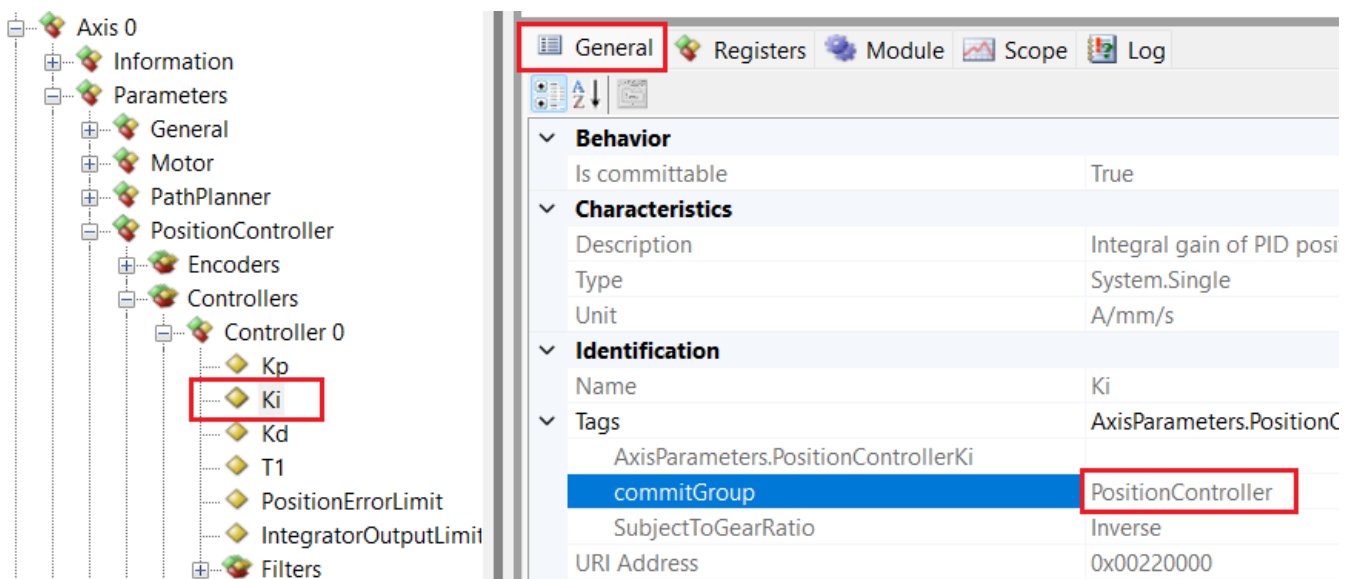 Axis 0
Information
Parameters
General
Motor
PathPlanner
PositionController
Encoders
Controllers
Controller 0
Kp
Ki
Kd
T1
PositionErrorLimit
IntegratorOutputLimit
Filters
General Registers Module Scope Log
Behavior
Is committable True
Characteristics
Description Integral gain of PID posi
Type System.Single
Unit A/mm/s
Identification
Name Ki
Tags AxisParameters.PositionC
AxisParameters.PositionControllerKi
commitGroup PositionController
SubjectToGearRatio Inverse
URI Address 0x00220000